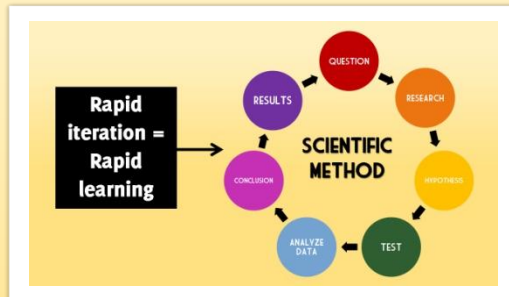 Rapid
iteration =
Rapid
learning
SCIENTIFIC
METHOD
QUESTION
RESEARCH
HYPOTHESIS
TEST
ANALYZE
DATA
CONCLUSION
RESULTS